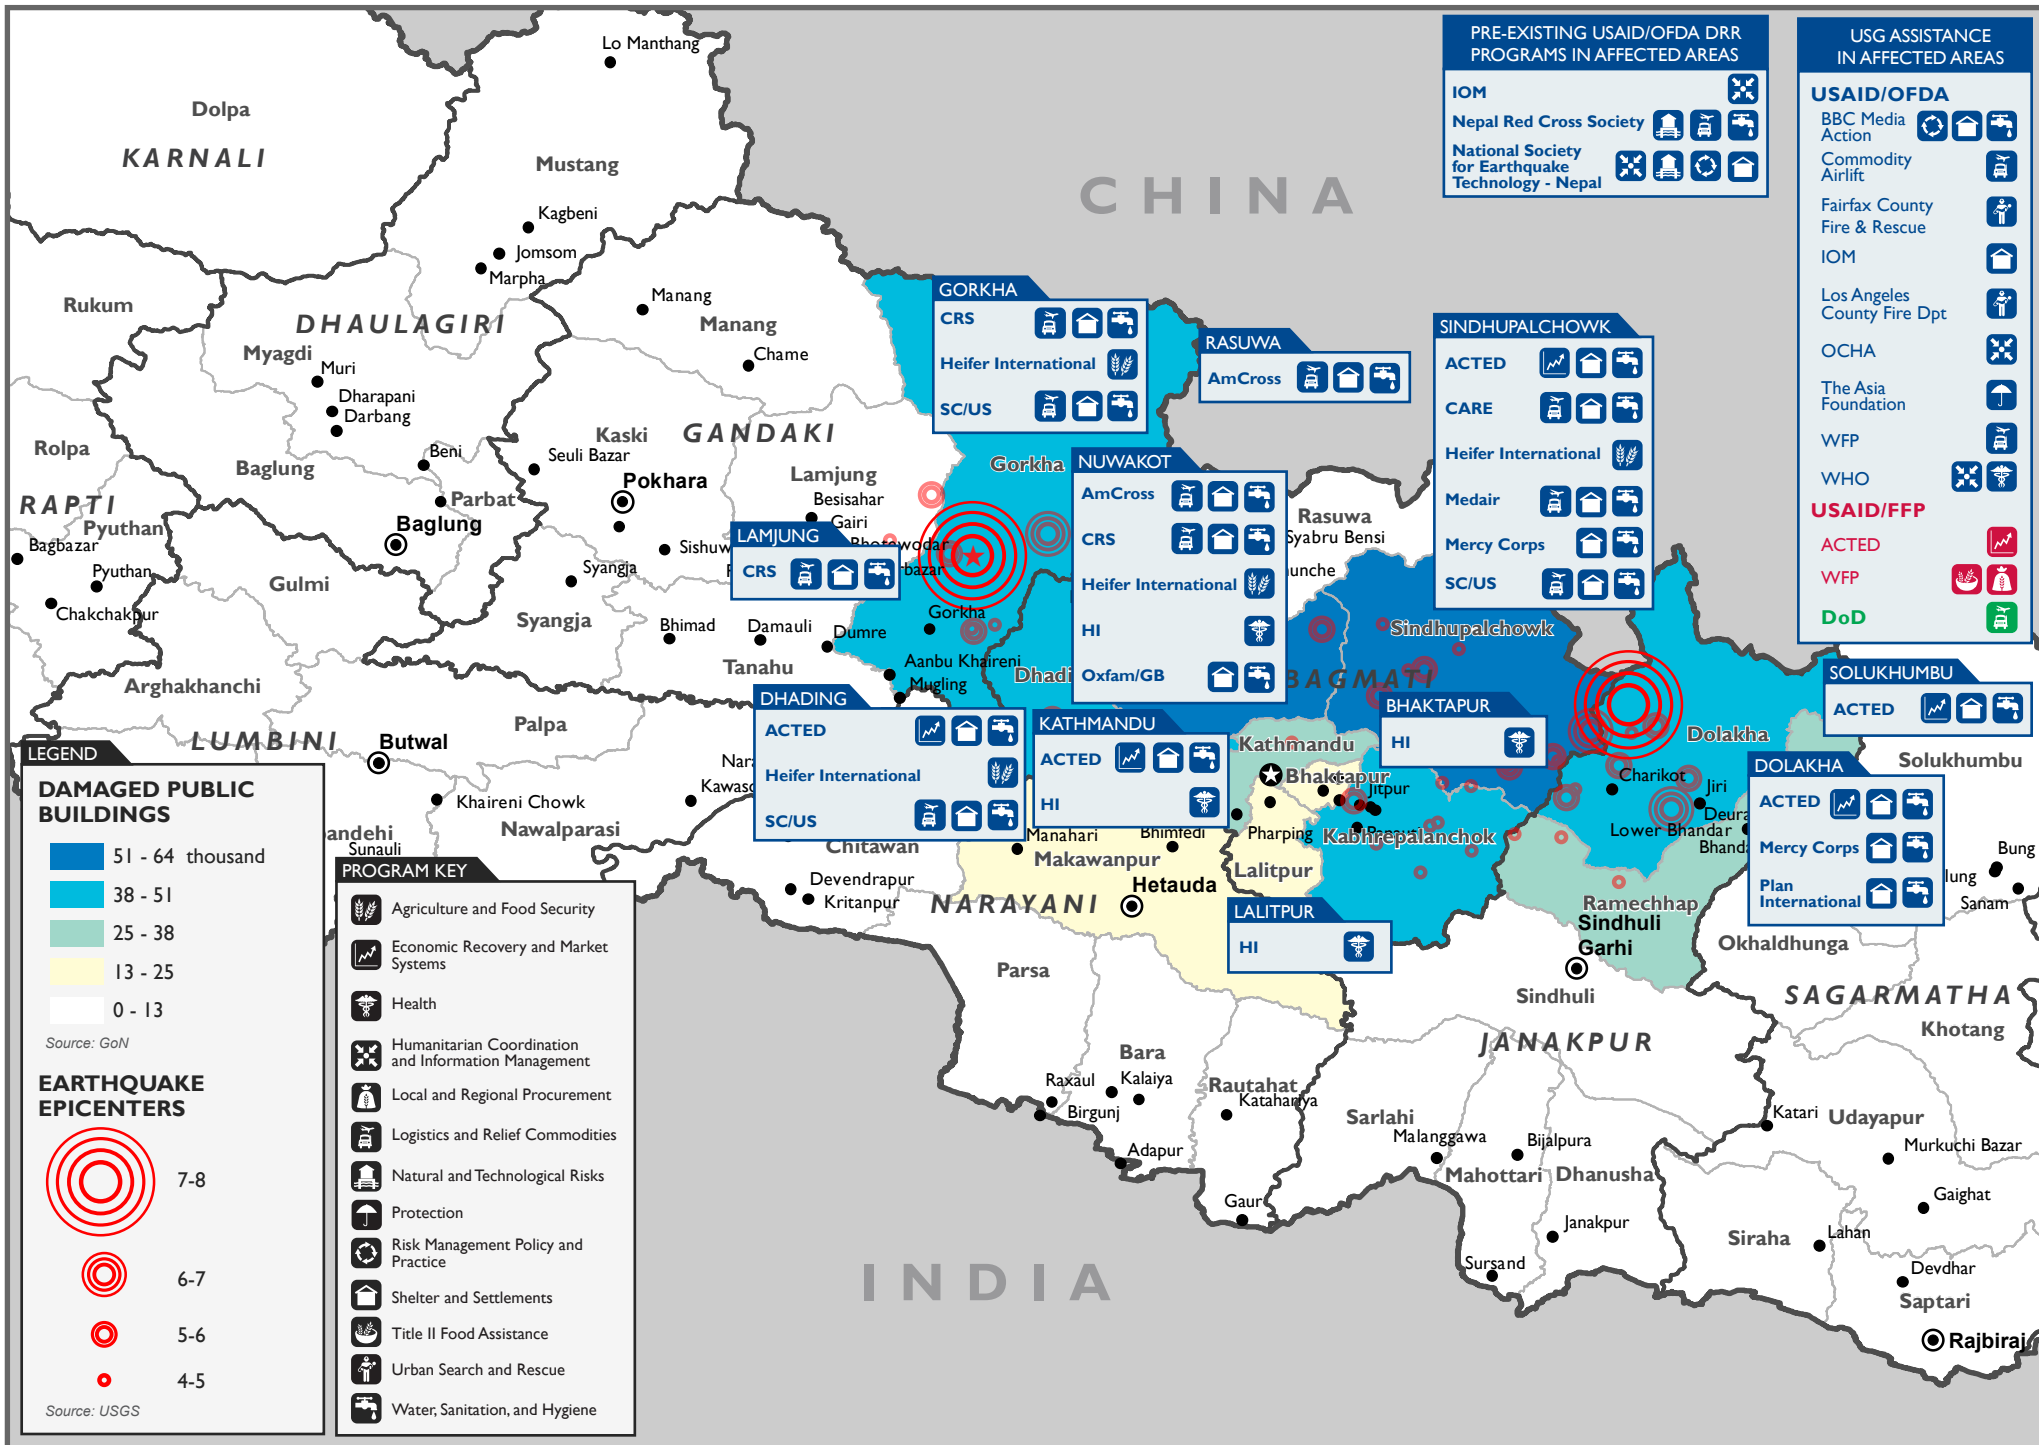 Lo Manthang
Dolpa
KARNALI
Mustang
Kagbeni
Jomsom
Marpha
Rukum
DHAULAGIRI
Myagdi
Muri
Dharapani
Darbang
Manang
Manang
Chame
Rolpa
Baglung
Beni
Kaski
Seuli Bazar
GANDAKI
Lamjung
Besisahar
Gairi
Bhotewodar
bazar
RAPTI
Pyuthan
Bagbazar
Pyuthan
Chakchakpur
Parbat
Baglung
Pokhara
Sishuw
Syangja
Gulmi
Syangja
Bhimad
Damauli
Dumre
Tanahu
Arghakhanchi
Palpa
LUMBINI
Butwal
Khaireni Chowk
Nawalparasi
Kawaso
andehi
Sunauli
CHINA
INDIA
Gorkha
Gorkha
Aanbu Khaireni
Mugling
Dhadi
Rasuwa
Syabru Bensi
unche
Sindhupalchowk
BAGMATI
Kathmandu
Bhaktapur
Jitpur
Kabhrepalanchok
Pharping
Lalitpur
Dolakha
Charikot
Jiri
Deura
Lower Bhandar
Bhanda
Ramechhap
Sindhuli
Garhi
Sindhuli
Solukhumbu
Bung
lung
Sanam
Okhaldhunga
SAGARMATHA
Khotang
Chitawan
Manahari
Bhimfedi
Makawanpur
Hetauda
NARAYANI
Devendrapur
Kritanpur
Parsa
Bara
Raxaul
Kalaiya
Birgunj
Adapur
Rautahat
Katahariya
Gaur
JANAKPUR
Sarlahi
Malanggawa
Bijalpura
Mahottari
Dhanusha
Janakpur
Sursand
Katari
Udayapur
Murkuchi Bazar
Gaighat
Siraha
Lahan
Devdhar
Saptari
Rajbiraj
PRE-EXISTING USAID/OFDA DRR
PROGRAMS IN AFFECTED AREAS
IOM
Nepal Red Cross Society
National Society
for Earthquake
Technology - Nepal
USG ASSISTANCE
IN AFFECTED AREAS
USAID/OFDA
BBC Media
Action
Commodity
Airlift
Fairfax County
Fire & Rescue
IOM
Los Angeles
County Fire Dpt
OCHA
The Asia
Foundation
WFP
WHO
USAID/FFP
ACTED
WFP
DoD
GORKHA
CRS
Heifer International
SC/US
RASUWA
AmCross
SINDHUPALCHOWK
ACTED
CARE
Heifer International
Medair
Mercy Corps
SC/US
NUWAKOT
AmCross
CRS
Heifer International
HI
Oxfam/GB
LAMJUNG
CRS
DHADING
ACTED
Heifer International
SC/US
KATHMANDU
ACTED
HI
BHAKTAPUR
HI
SOLUKHUMBU
ACTED
DOLAKHA
ACTED
Mercy Corps
Plan
International
LALITPUR
HI
LEGEND
DAMAGED PUBLIC
BUILDINGS
51 - 64 thousand
38 - 51
25 - 38
13 - 25
0 - 13
Source: GoN
EARTHQUAKE
EPICENTERS
7-8
6-7
5-6
4-5
Source: USGS
PROGRAM KEY
Agriculture and Food Security
Economic Recovery and Market
Systems
Health
Humanitarian Coordination
and Information Management
Local and Regional Procurement
Logistics and Relief Commodities
Natural and Technological Risks
Protection
Risk Management Policy and
Practice
Shelter and Settlements
Title II Food Assistance
Urban Search and Rescue
Water, Sanitation, and Hygiene